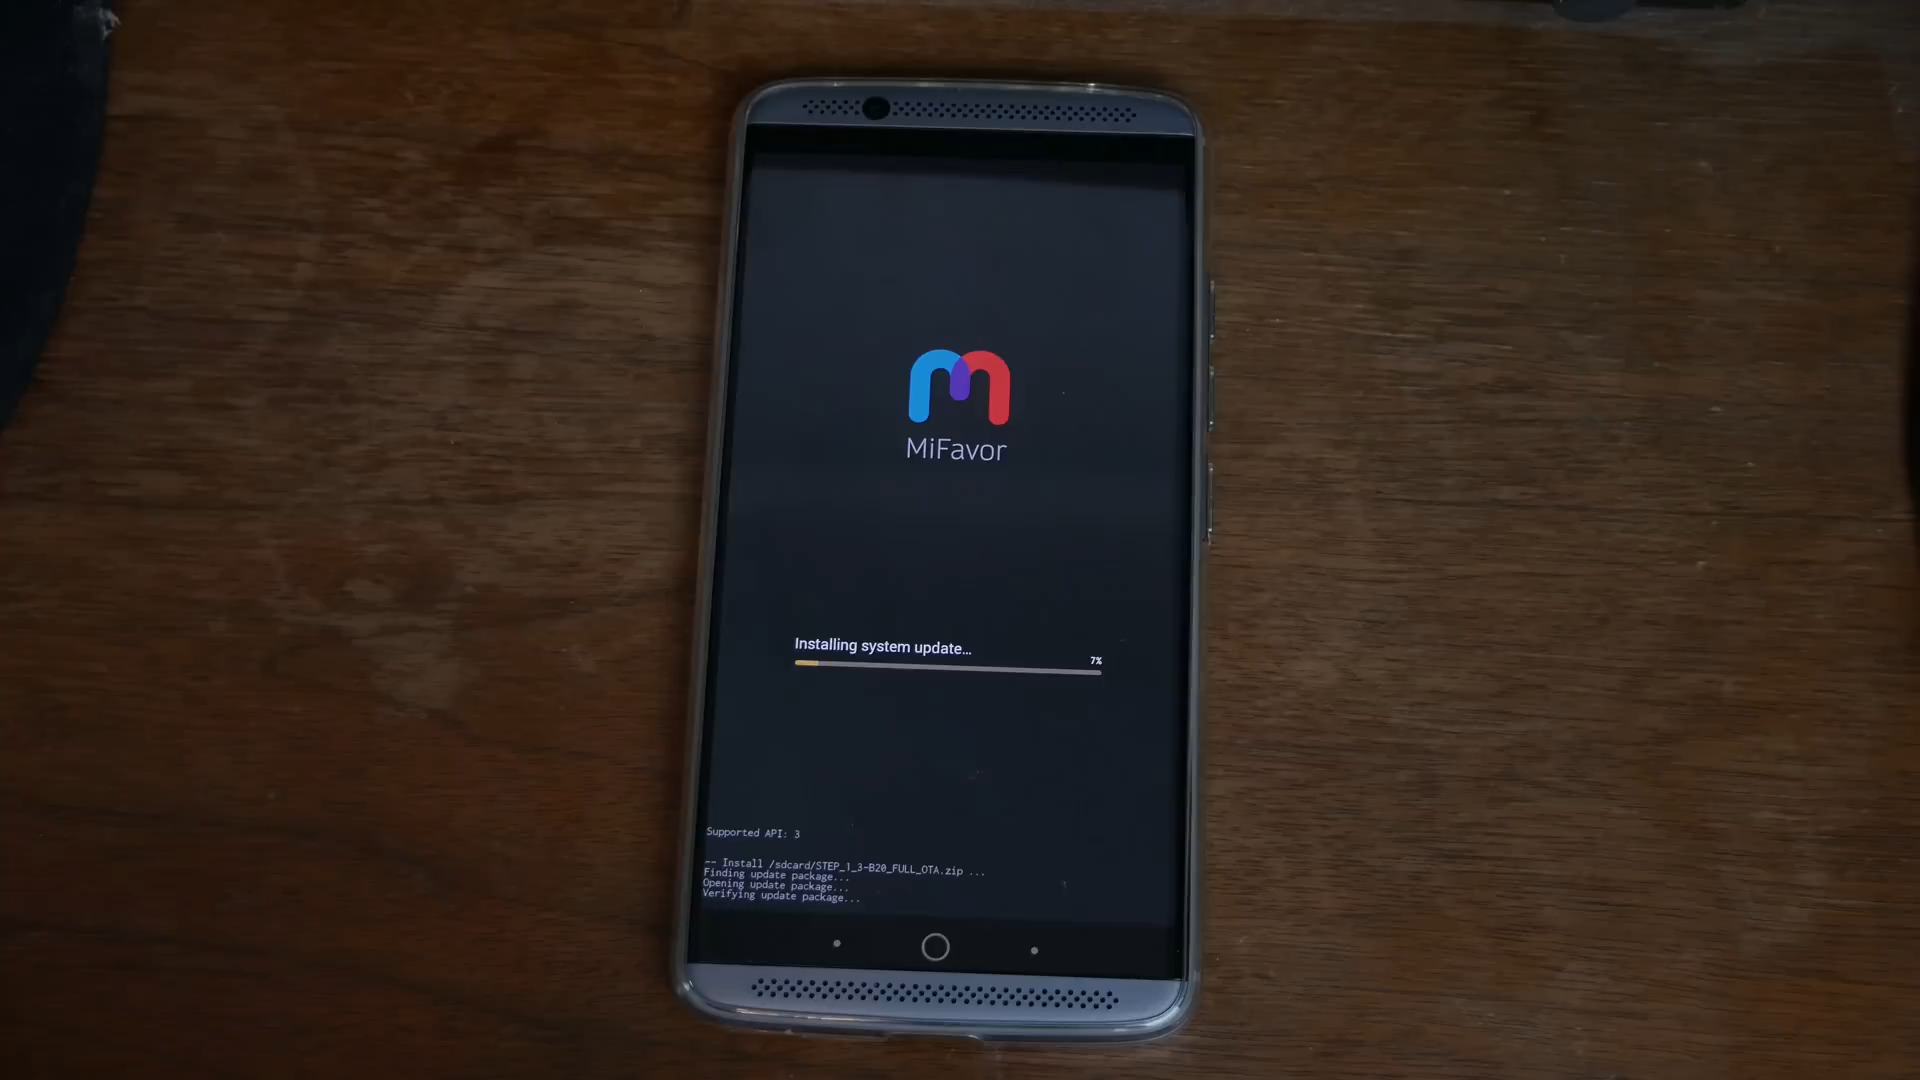 MiFavor
Installing system update...
7%
Supported API: 3
-- Install /sdcard/STEP_1_3-B20_FULL_OTA.zip ...
Finding update package...
Opening update package...
Verifying update package...